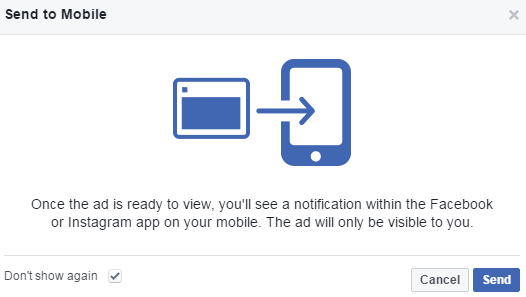 Send to Mobile
Once the ad is ready to view, you'll see a notification within the Facebook
or Instagram app on your mobile. The ad will only be visible to you.
Don't show again
Cancel
Send